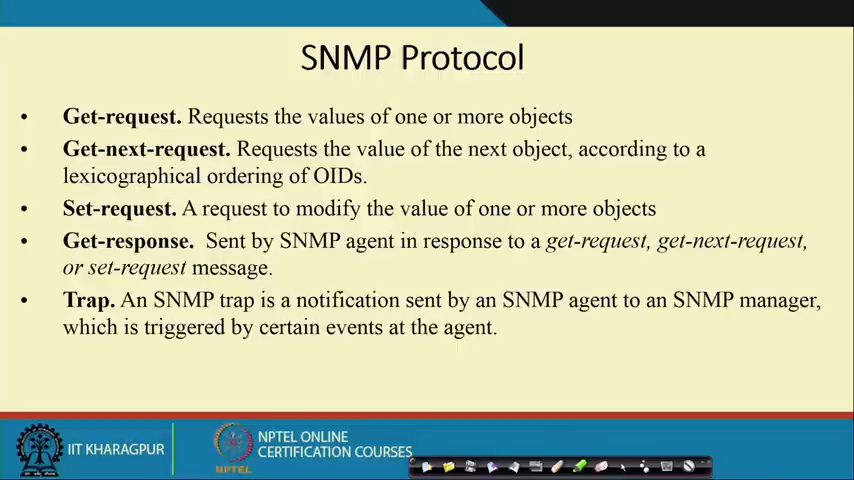 SNMP Protocol
• Get-request. Requests the values of one or more objects
• Get-next-request. Requests the value of the next object, according to a
lexicographical ordering of OIDs.
• Set-request. A request to modify the value of one or more objects
• Get-response. Sent by SNMP agent in response to a get-request, get-next-request,
or set-request message.
• Trap. An SNMP trap is a notification sent by an SNMP agent to an SNMP manager,
which is triggered by certain events at the agent.
IIT KHARAGPUR
NPTEL
NPTEL ONLINE
CERTIFICATION COURSES